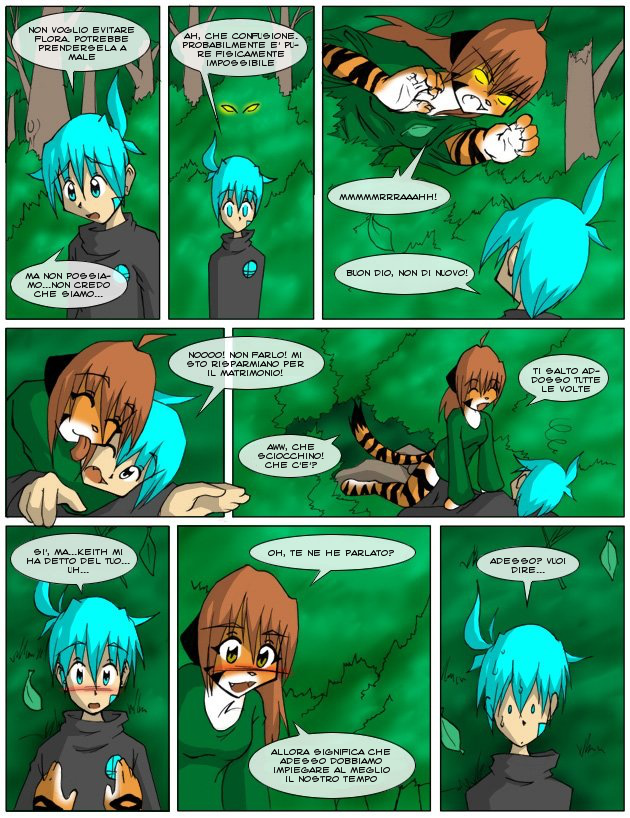 NON VOGLIO EVITARE
FLORA. POTREBBE
PRENDERSELA A
MALE
MA NON POSSIA-
MO...NON CREDO
CHE SIAMO...
AH, CHE CONFUSIONE.
PROBABILMENTE E' PU-
RE FISICAMENTE
IMPOSSIBILE
MMMMMRRRAAAHH!
BUON DIO, NON DI NUOVO!
NOOOO! NON FARLO! MI
STO RISPARMIANO PER
IL MATRIMONIO!
TI SALTO AD-
DOSSO TUTTE
LE VOLTE
AWW, CHE
SCIOCCHINO!
CHE C'E'?
SI', MA...KEITH MI
HA DETTO DEL TUO...
UH...
OH, TE NE HE PARLATO?
ALLORA SIGNIFICA CHE
ADESSO DOBBIAMO
IMPIEGARE AL MEGLIO
IL NOSTRO TEMPO
ADESSO? VUOI
DIRE...